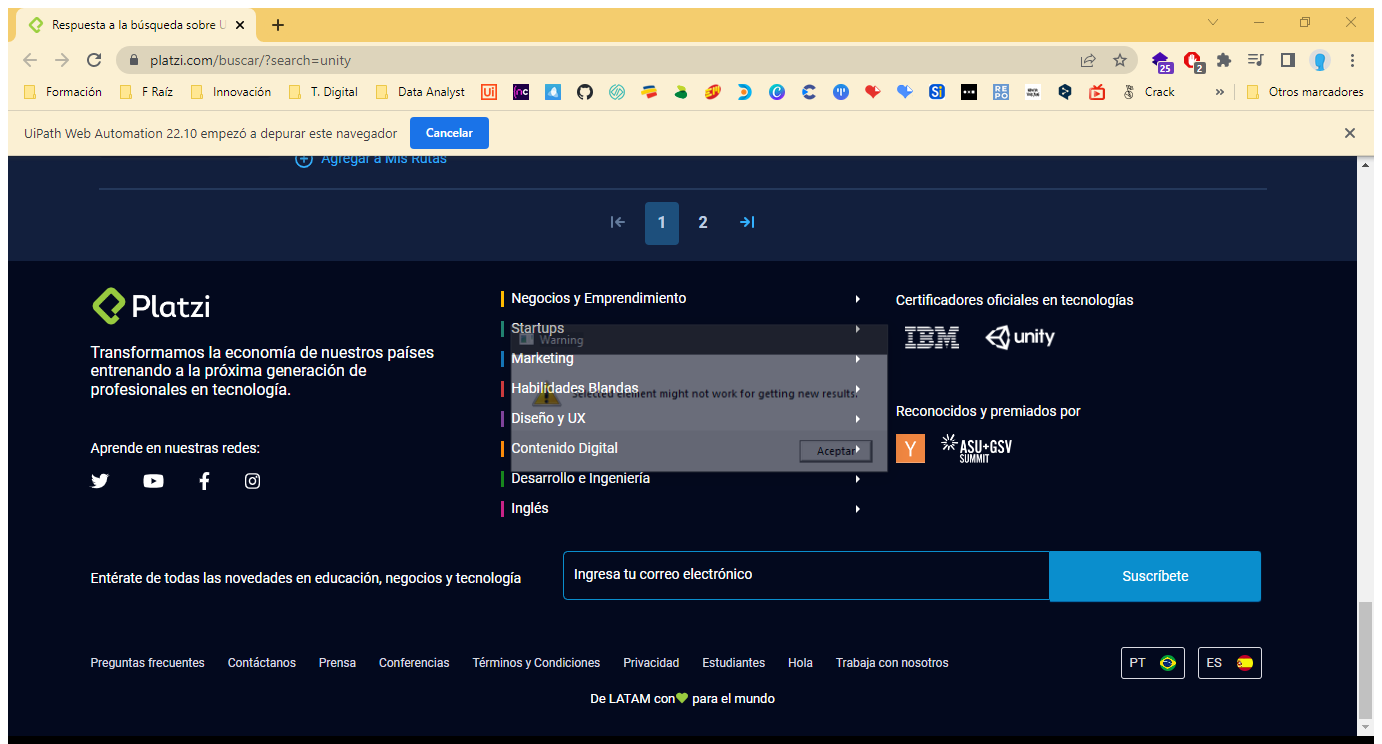 Respuesta a la búsqueda sobre U
platzi.com/buscar/?search=unity
25
2
Formación
F Raíz
Innovación
T. Digital
Data Analyst
Crack
Otros marcadores
UiPath Web Automation 22.10 empezó a depurar este navegador
Cancelar
Agregar a Mis Rutas
1
2
Platzi
Transformamos la economía de nuestros países
entrenando a la próxima generación de
profesionales en tecnología.
Aprende en nuestras redes:
Negocios y Emprendimiento
Startups
Marketing
Habilidades Blandas
Diseño y UX
Contenido Digital
Desarrollo e Ingeniería
Inglés
Warning
Selected element might not work for getting new results.
Aceptar
Certificadores oficiales en tecnologías
IBM
unity
Reconocidos y premiados por
Y
ASU+GSV
SUMMIT
Entérate de todas las novedades en educación, negocios y tecnología
Ingresa tu correo electrónico
Suscríbete
Preguntas frecuentes
Contáctanos
Prensa
Conferencias
Términos y Condiciones
Privacidad
Estudiantes
Hola
Trabaja con nosotros
PT
ES
De LATAM con💚 para el mundo